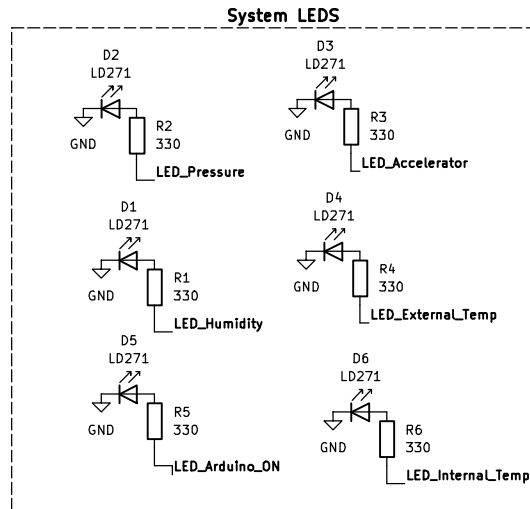 System LEDS
D2
LD271
GND
R2
330
LED_Pressure
D3
LD271
GND
R3
330
LED_Accelerator
D1
LD271
GND
R1
330
LED_Humidity
D4
LD271
GND
R4
330
LED_External_Temp
D5
LD271
GND
R5
330
LED_Arduino_ON
D6
LD271
GND
R6
330
LED_Internal_Temp